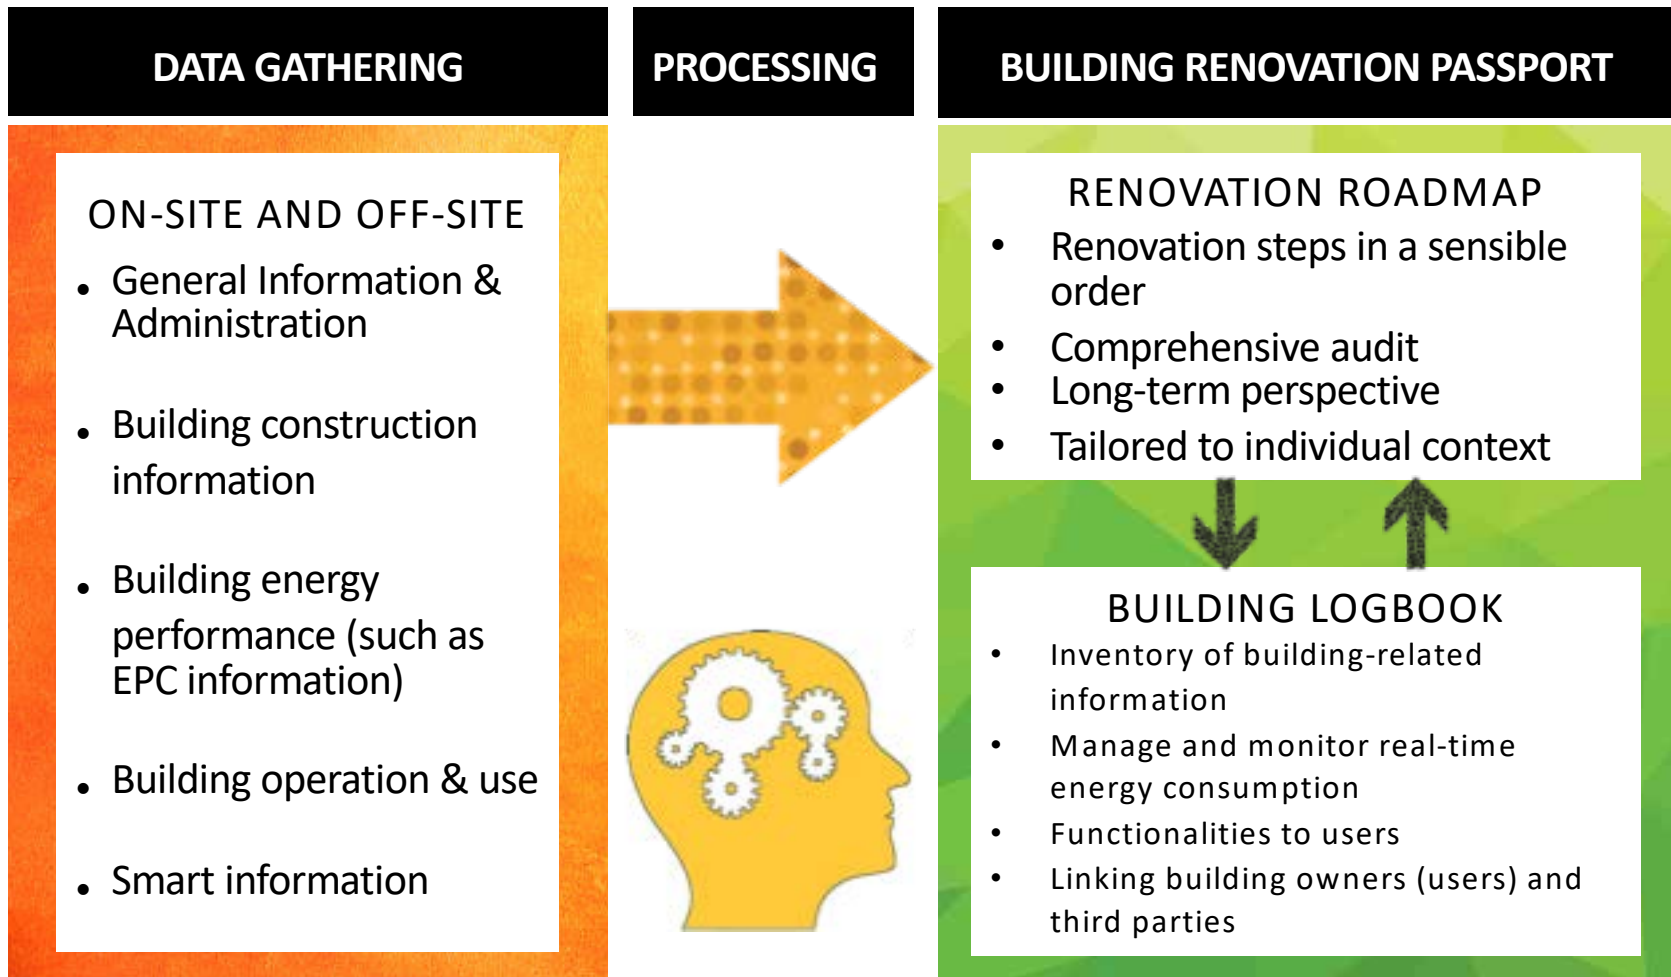 DATA GATHERING
ON-SITE AND OFF-SITE
• General Information &
Administration
• Building construction
information
• Building energy
performance (such as
EPC information)
• Building operation & use
• Smart information
PROCESSING
BUILDING RENOVATION PASSPORT
RENOVATION ROADMAP
• Renovation steps in a sensible
order
• Comprehensive audit
• Long-term perspective
• Tailored to individual context
BUILDING LOGBOOK
• Inventory of building-related
information
• Manage and monitor real-time
energy consumption
• Functionalities to users
• Linking building owners (users) and
third parties